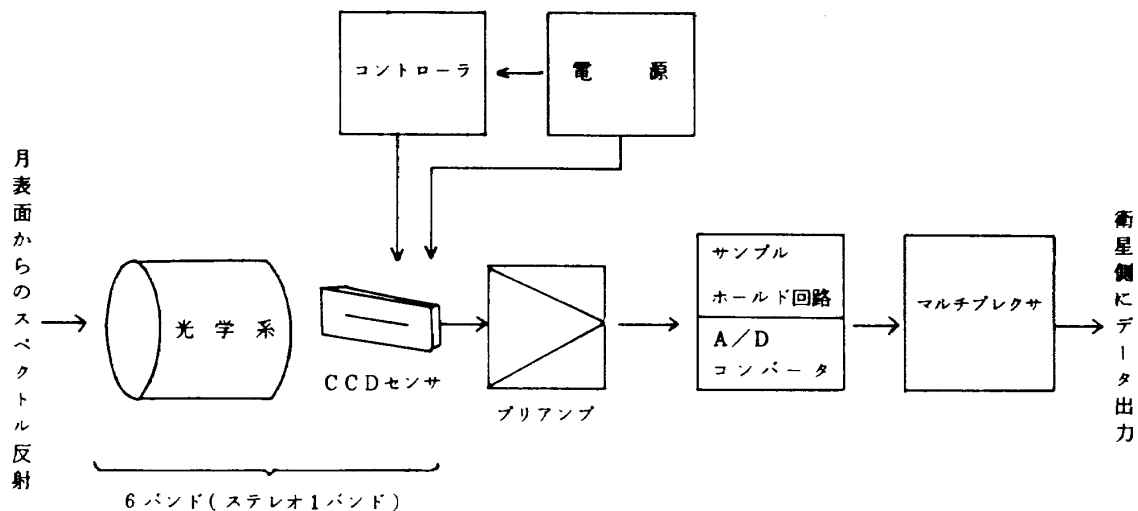 コントローラ
電源
月表面からのスペクトル反射
光学系
CCDセンサ
プリアンプ
サンプル
ホールド回路
A/D
コンバータ
マルチプレクサ
衛星側にデータ出力
6バンド(ステレオ1バンド)